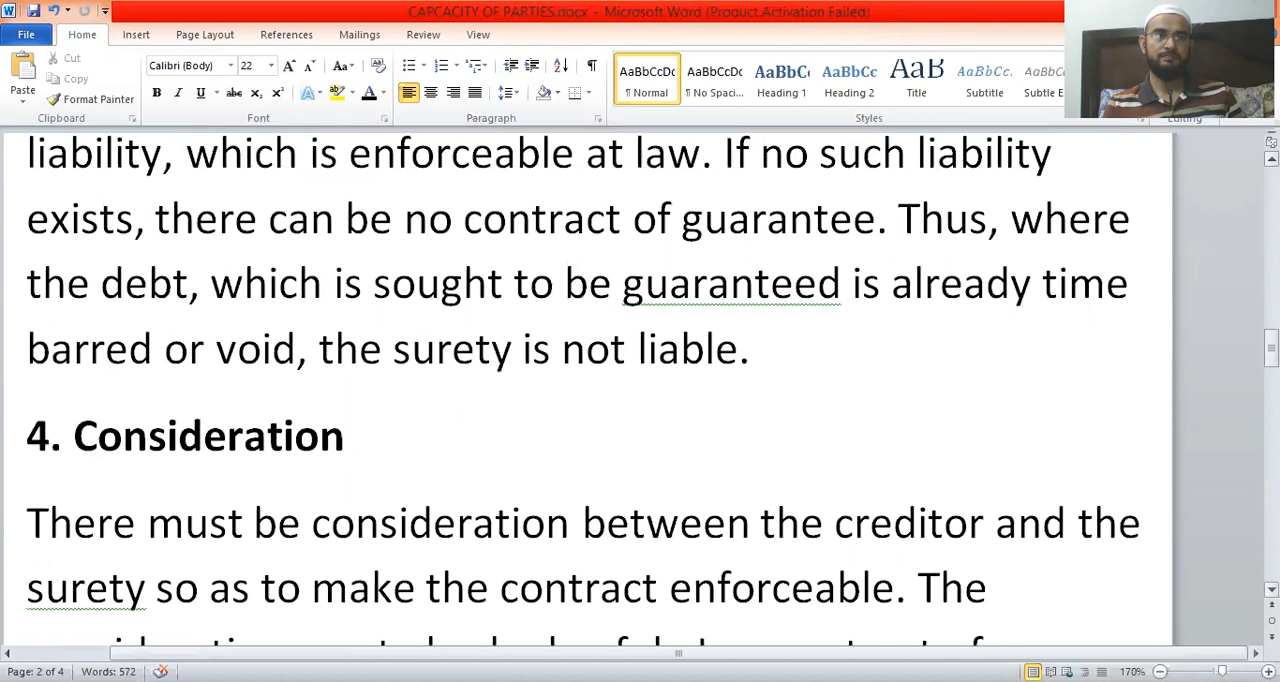 CAPCACITY OF PARTIES.docx - Microsoft Word (Product Activation Failed)
File Home Insert Page Layout References Mailings Review View
Cut
Copy
Paste
Format Painter
Clipboard
Calibri (Body) 22
Font
Paragraph
AaBbCcDc AaBbCcDc AaBbC AaBbCc AaB AaBbCc. AaBbCc
¶ Normal ¶ No Spaci... Heading 1 Heading 2 Title Subtitle Subtle E
Styles
Editing
liability, which is enforceable at law. If no such liability
exists, there can be no contract of guarantee. Thus, where
the debt, which is sought to be guaranteed is already time
barred or void, the surety is not liable.
4. Consideration
There must be consideration between the creditor and the
surety so as to make the contract enforceable. The
Page: 2 of 4 Words: 572 170%